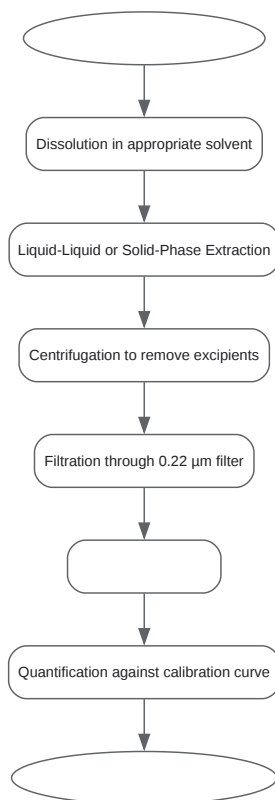 Dissolution in appropriate solvent
Liquid-Liquid or Solid-Phase Extraction
Centrifugation to remove excipients
Filtration through 0.22 µm filter
Quantification against calibration curve